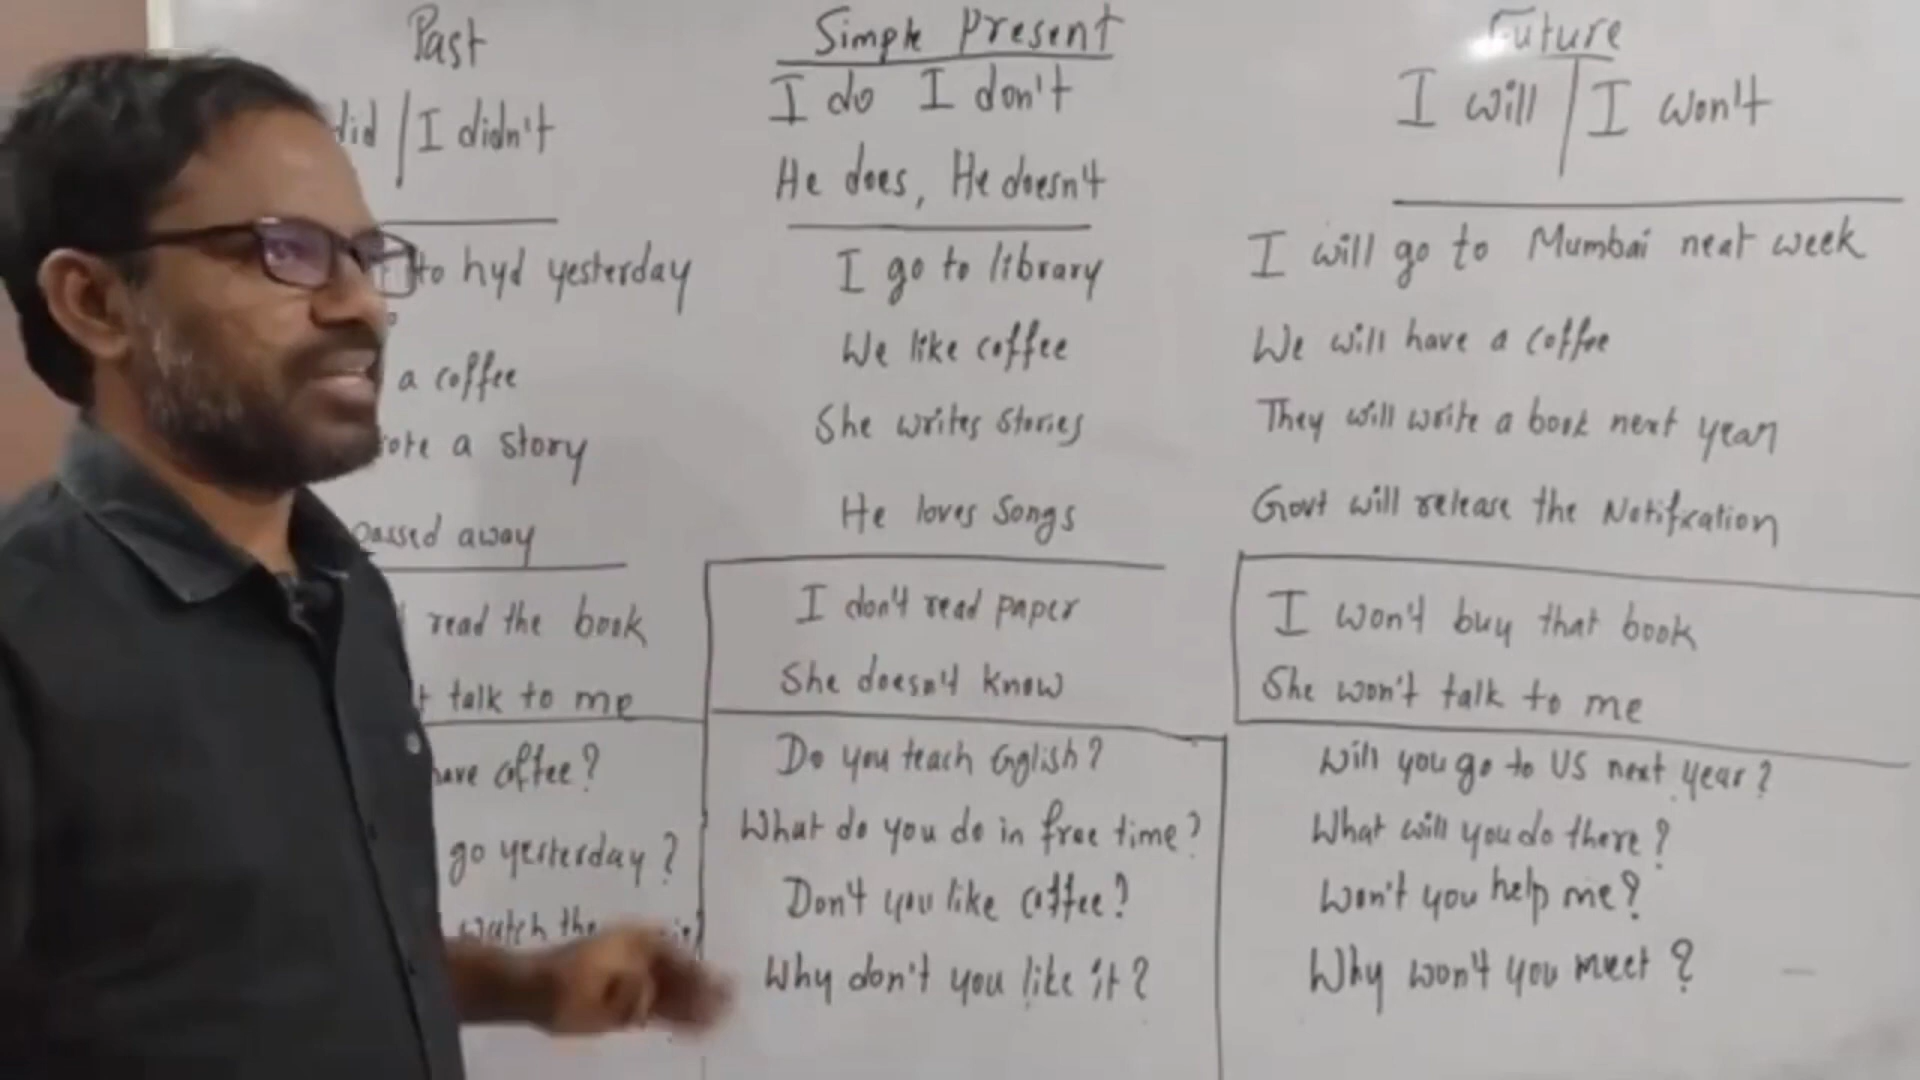 Past
did | I didn't
to hyd yesterday
a coffee
a story
passed away
read the book
talk to me
have coffee?
go yesterday?
watch the
Simple Present
I do I don't
He does, He doesn't
I go to library
We like coffee
She writes stories
He loves songs
I don't read paper
She doesn't know
Do you teach English?
What do you do in free time?
Don't you like coffee?
Why don't you like it?
Future
I will | I won't
I will go to Mumbai next week
We will have a coffee
They will write a book next year
Govt will release the Notification
I won't buy that book
She won't talk to me
Will you go to US next year?
What will you do there?
Won't you help me?
Why won't you meet?